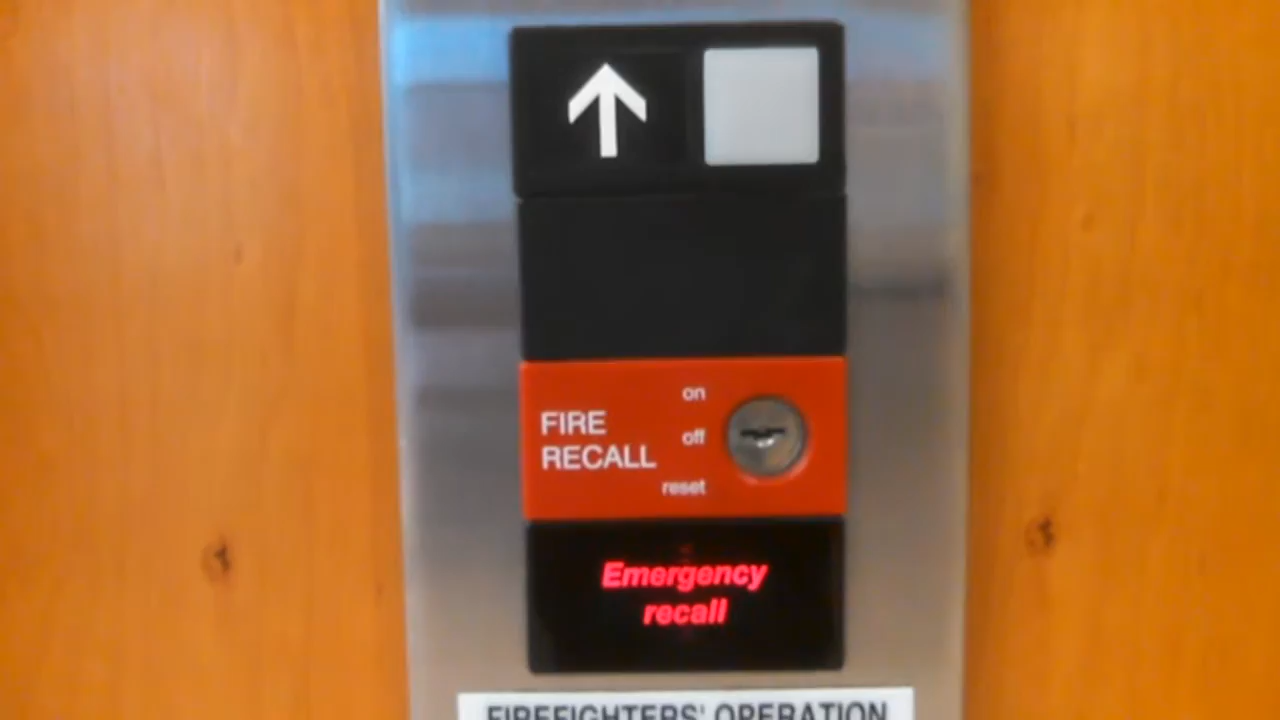 on
FIRE
off
RECALL
reset
Emergency
recall
FIREFIGHTERS' OPERATION